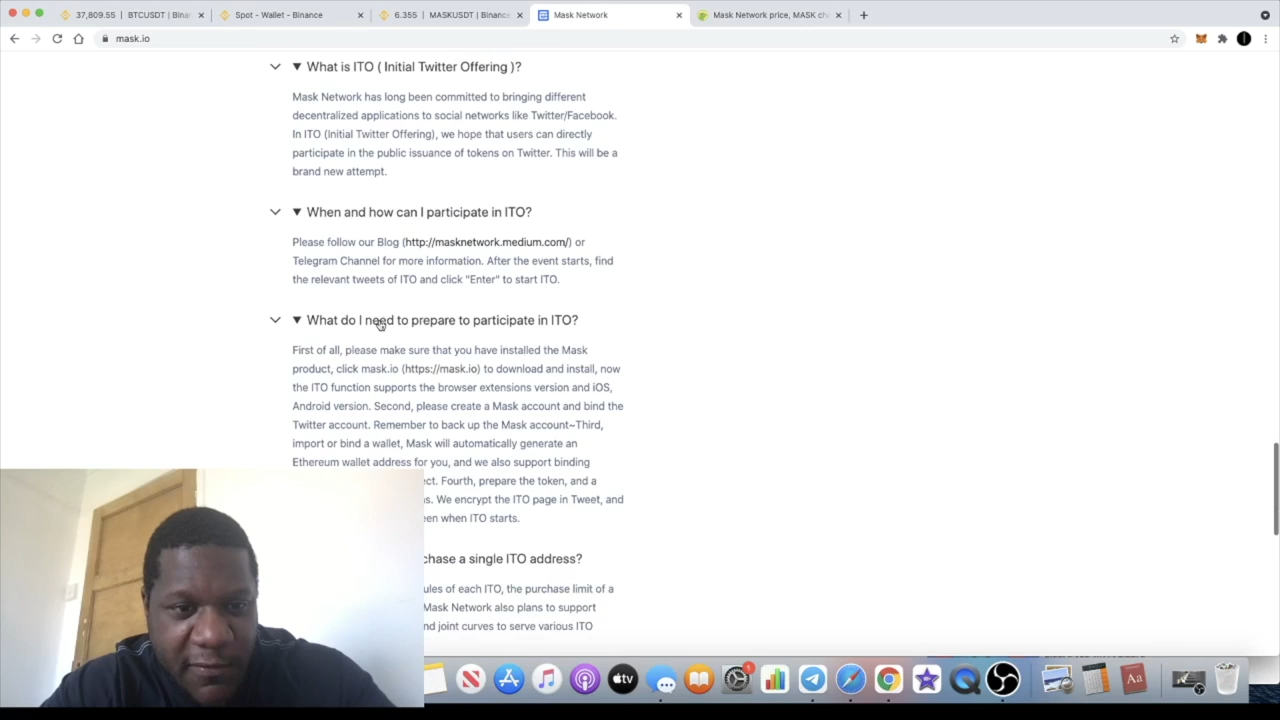 37,809.55 | BTCUSDT | Bina
Spot - Wallet - Binance
6.355 | MASKUSDT | Binance
Mask Network
Mask Network price, MASK ch
mask.io
What is ITO ( Initial Twitter Offering )?
Mask Network has long been committed to bringing different
decentralized applications to social networks like Twitter/Facebook.
In ITO (Initial Twitter Offering), we hope that users can directly
participate in the public issuance of tokens on Twitter. This will be a
brand new attempt.
When and how can I participate in ITO?
Please follow our Blog (http://masknetwork.medium.com/) or
Telegram Channel for more information. After the event starts, find
the relevant tweets of ITO and click "Enter" to start ITO.
What do I need to prepare to participate in ITO?
First of all, please make sure that you have installed the Mask
product, click mask.io (https://mask.io) to download and install, now
the ITO function supports the browser extensions version and iOS,
Android version. Second, please create a Mask account and bind the
Twitter account. Remember to back up the Mask account~Third,
import or bind a wallet, Mask will automatically generate an
Ethereum wallet address for you, and we also support binding
ect. Fourth, prepare the token, and a
s. We encrypt the ITO page in Tweet, and
een when ITO starts.
chase a single ITO address?
ules of each ITO, the purchase limit of a
Mask Network also plans to support
nd joint curves to serve various ITO
tv
1
Aa